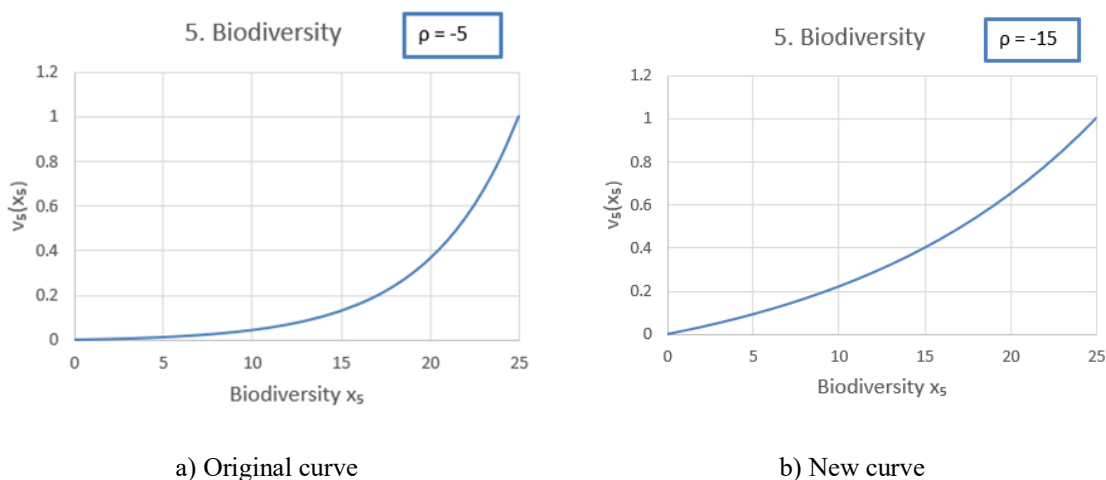 5. Biodiversity
ρ = -5
1.2
1
0.8
0.6
0.4
0.2
0
v₅(x₅)
0 5 10 15 20 25
Biodiversity x₅
a) Original curve
5. Biodiversity
ρ = -15
1.2
1
0.8
0.6
0.4
0.2
0
v₅(x₅)
0 5 10 15 20 25
Biodiversity x₅
b) New curve